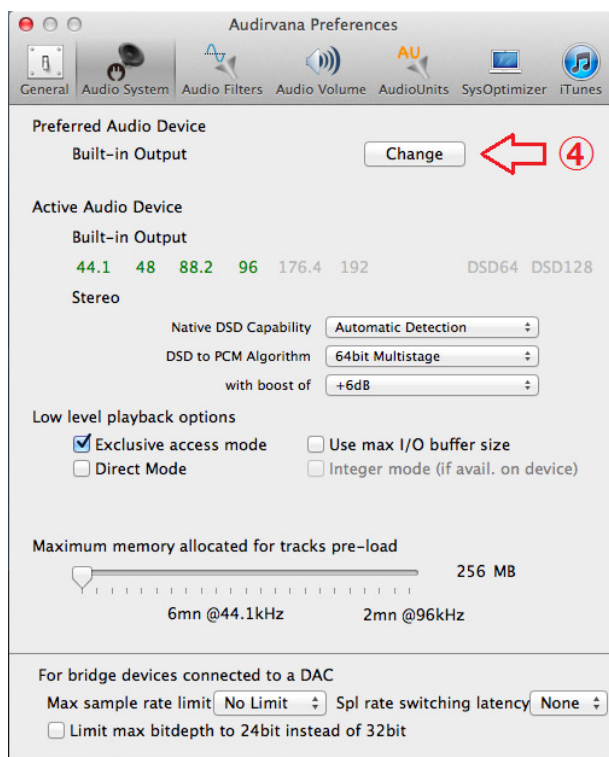 Audirvana Preferences
AU
General Audio System Audio Filters Audio Volume AudioUnits SysOptimizer iTunes
Preferred Audio Device
Built-in Output Change ④
Active Audio Device
Built-in Output
44.1 48 88.2 96 176.4 192 DSD64 DSD128
Stereo
Native DSD Capability Automatic Detection
DSD to PCM Algorithm 64bit Multistage
with boost of +6dB
Low level playback options
Exclusive access mode Use max I/O buffer size
Direct Mode Integer mode (if avail. on device)
Maximum memory allocated for tracks pre-load
256 MB
6mn @44.1kHz 2mn @96kHz
For bridge devices connected to a DAC
Max sample rate limit No Limit Spl rate switching latency None
Limit max bitdepth to 24bit instead of 32bit